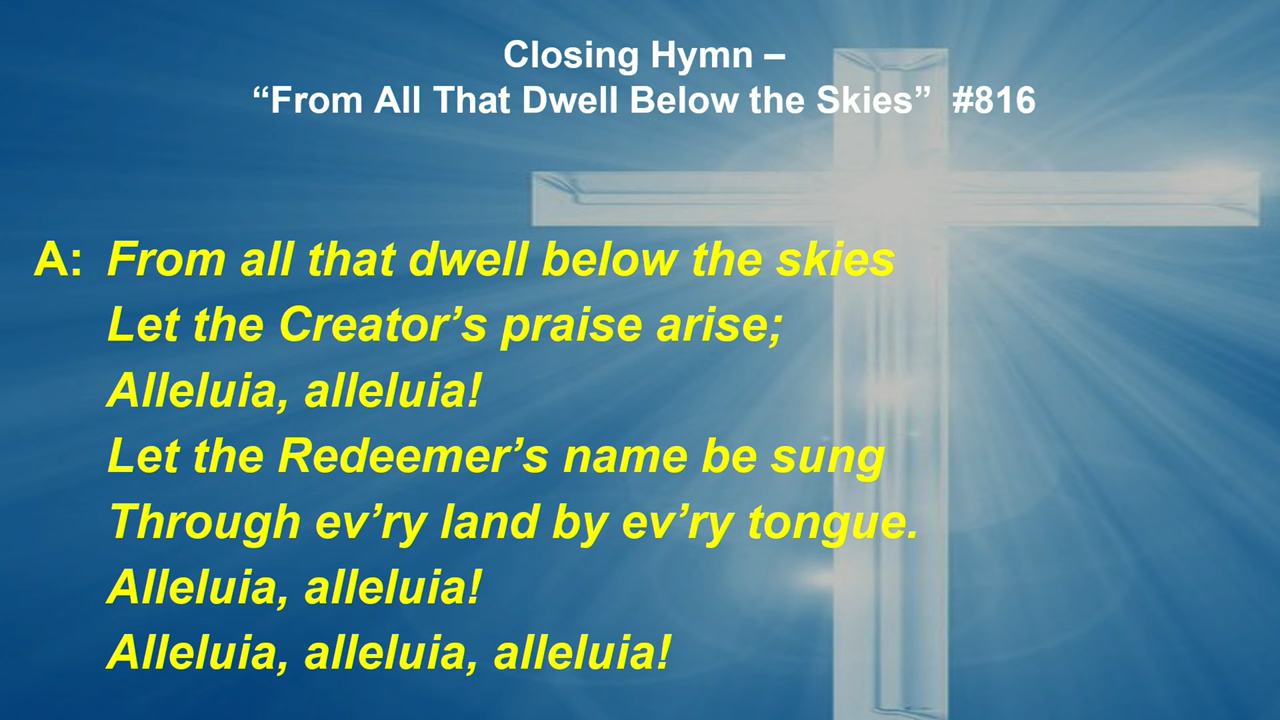 Closing Hymn –
“From All That Dwell Below the Skies” #816
A: From all that dwell below the skies
Let the Creator’s praise arise;
Alleluia, alleluia!
Let the Redeemer’s name be sung
Through ev’ry land by ev’ry tongue.
Alleluia, alleluia!
Alleluia, alleluia, alleluia!